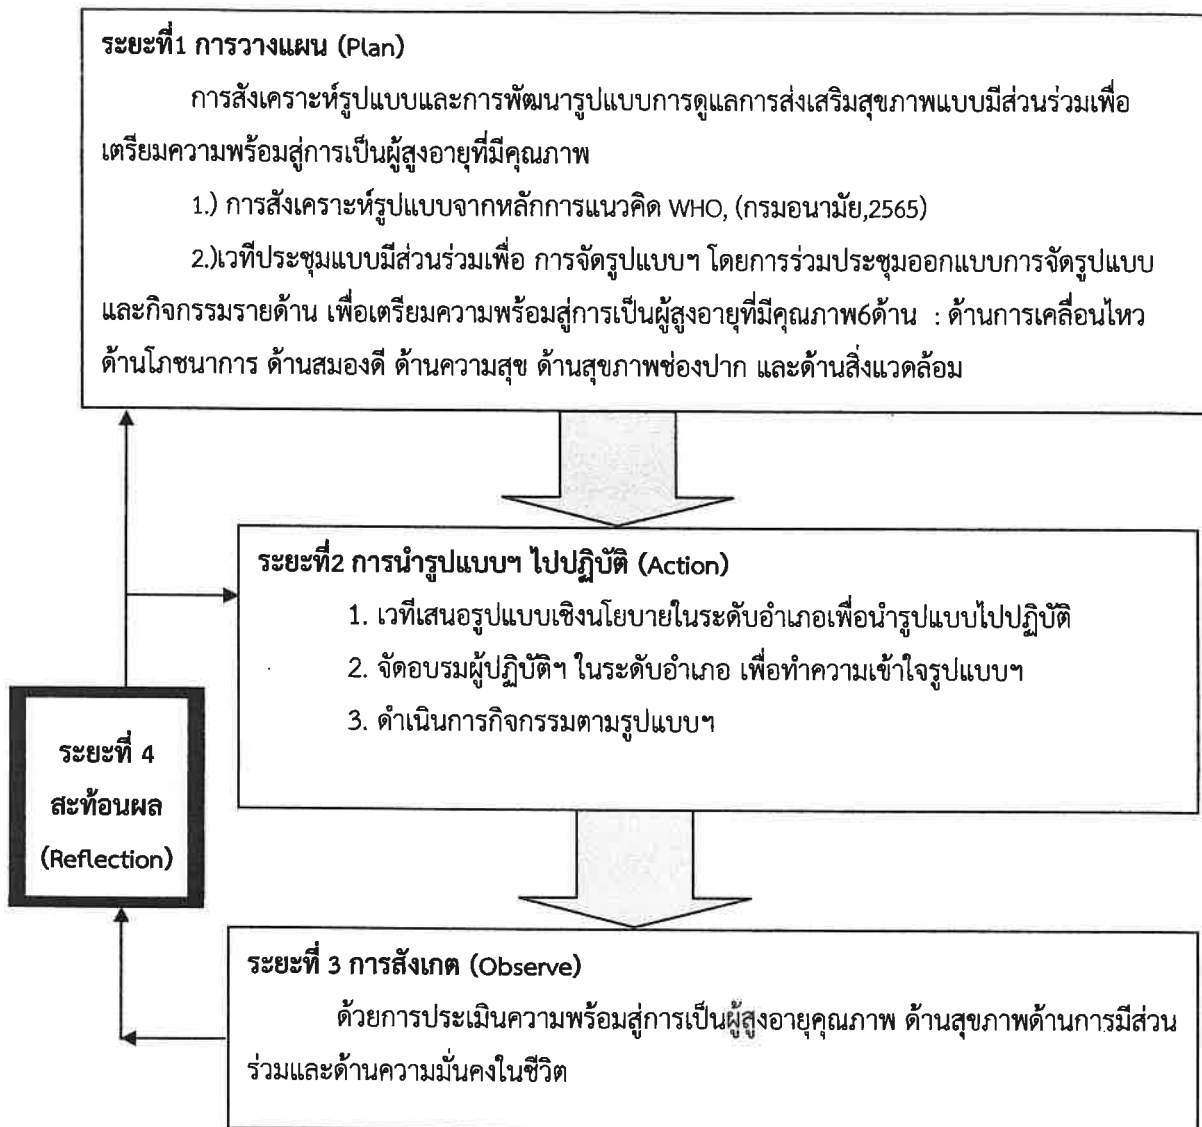 ระยะที่1 การวางแผน (Plan)
การสังเคราะห์รูปแบบและการพัฒนารูปแบบการดูแลการส่งเสริมสุขภาพแบบมีส่วนร่วมเพื่อ
เตรียมความพร้อมสู่การเป็นผู้สูงอายุที่มีคุณภาพ
1.) การสังเคราะห์รูปแบบจากหลักการแนวคิด WHO, (กรมอนามัย,2565)
2.)เวทีประชุมแบบมีส่วนร่วมเพื่อ การจัดรูปแบบฯ โดยการร่วมประชุมออกแบบการจัดรูปแบบ
และกิจกรรมรายด้าน เพื่อเตรียมความพร้อมสู่การเป็นผู้สูงอายุที่มีคุณภาพ6ด้าน : ด้านการเคลื่อนไหว
ด้านโภชนาการ ด้านสมองดี ด้านความสุข ด้านสุขภาพช่องปาก และด้านสิ่งแวดล้อม
ระยะที่2 การนำรูปแบบฯ ไปปฏิบัติ (Action)
1. เวทีเสนอรูปแบบเชิงนโยบายในระดับอำเภอเพื่อนำรูปแบบไปปฏิบัติ
2. จัดอบรมผู้ปฏิบัติฯ ในระดับอำเภอ เพื่อทำความเข้าใจรูปแบบฯ
3. ดำเนินการกิจกรรมตามรูปแบบฯ
ระยะที่ 4
สะท้อนผล
(Reflection)
ระยะที่ 3 การสังเกต (Observe)
ด้วยการประเมินความพร้อมสู่การเป็นผู้สูงอายุคุณภาพ ด้านสุขภาพด้านการมีส่วน
ร่วมและด้านความมั่นคงในชีวิต